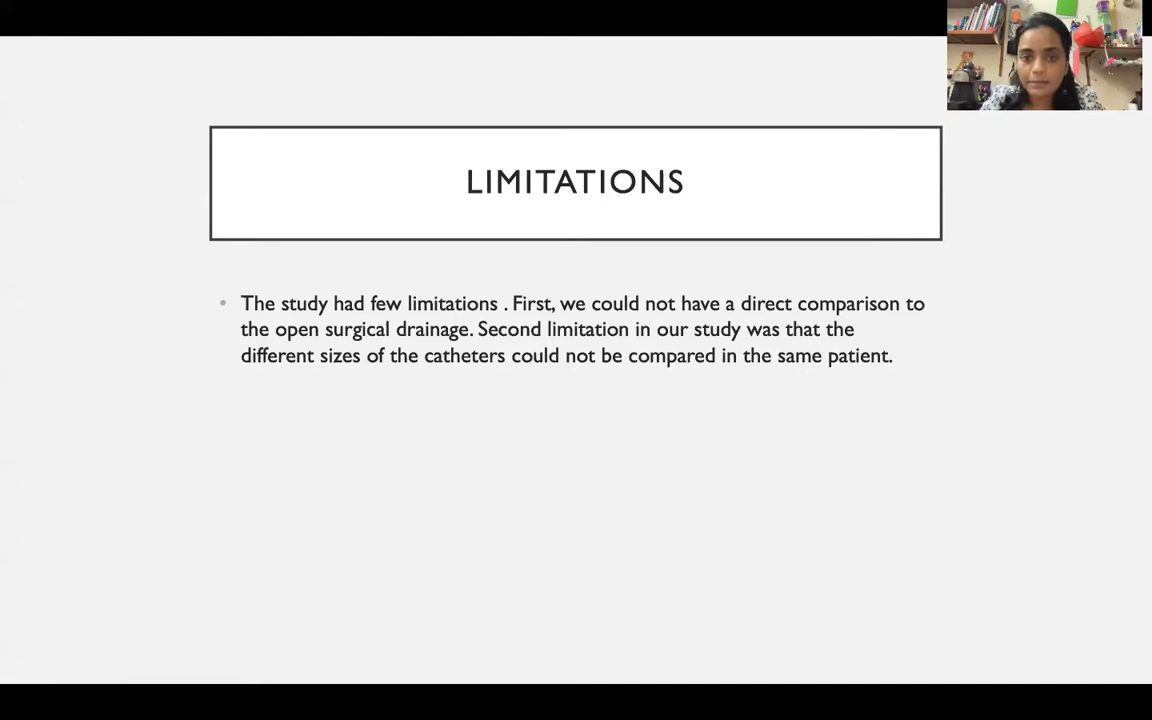 LIMITATIONS
• The study had few limitations . First, we could not have a direct comparison to
the open surgical drainage. Second limitation in our study was that the
different sizes of the catheters could not be compared in the same patient.